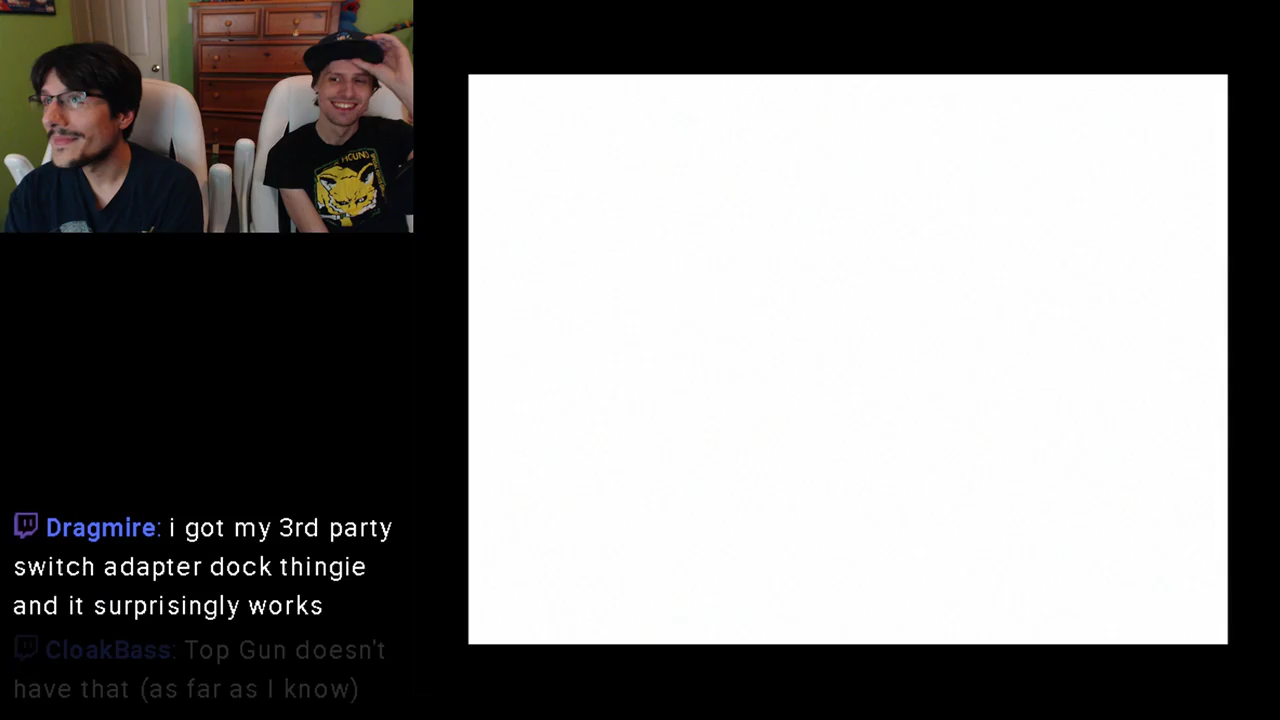 HOUND
Dragmire: i got my 3rd party
switch adapter dock thingie
and it surprisingly works
CloakBass: Top Gun doesn't
have that (as far as I know)